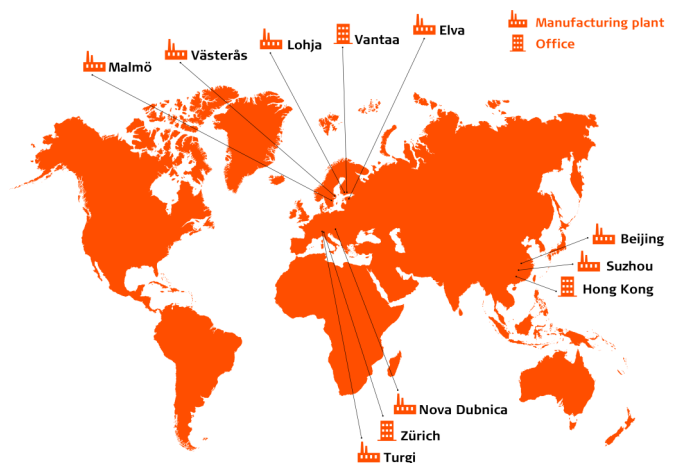 Manufacturing plant
Office
Elva
Vantaa
Lohja
Västerås
Malmö
Beijing
Suzhou
Hong Kong
Nova Dubnica
Zürich
Turgi